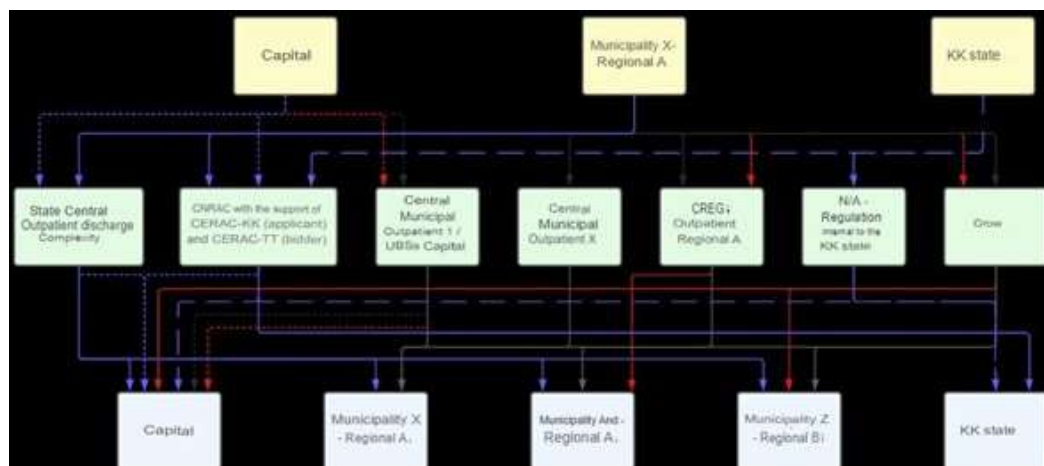 Capital
Municipality X-
Regional A
KK state
State Central
Outpatient discharge
Complexity
CNRAC with the support of
CERAC-KK (applicant)
and CERAC-TT (bidder)
Central
Municipal
Outpatient 1 /
UBSs Capital
Central
Municipal
Outpatient X
CREG¡
Outpatient
Regional A
N/A -
Regulation
internal to the
KK state!
Grow
Capital
Municipality X
- Regional A.
Municipality And -
Regional A.
Municipality Z
- Regional B¡
KK state